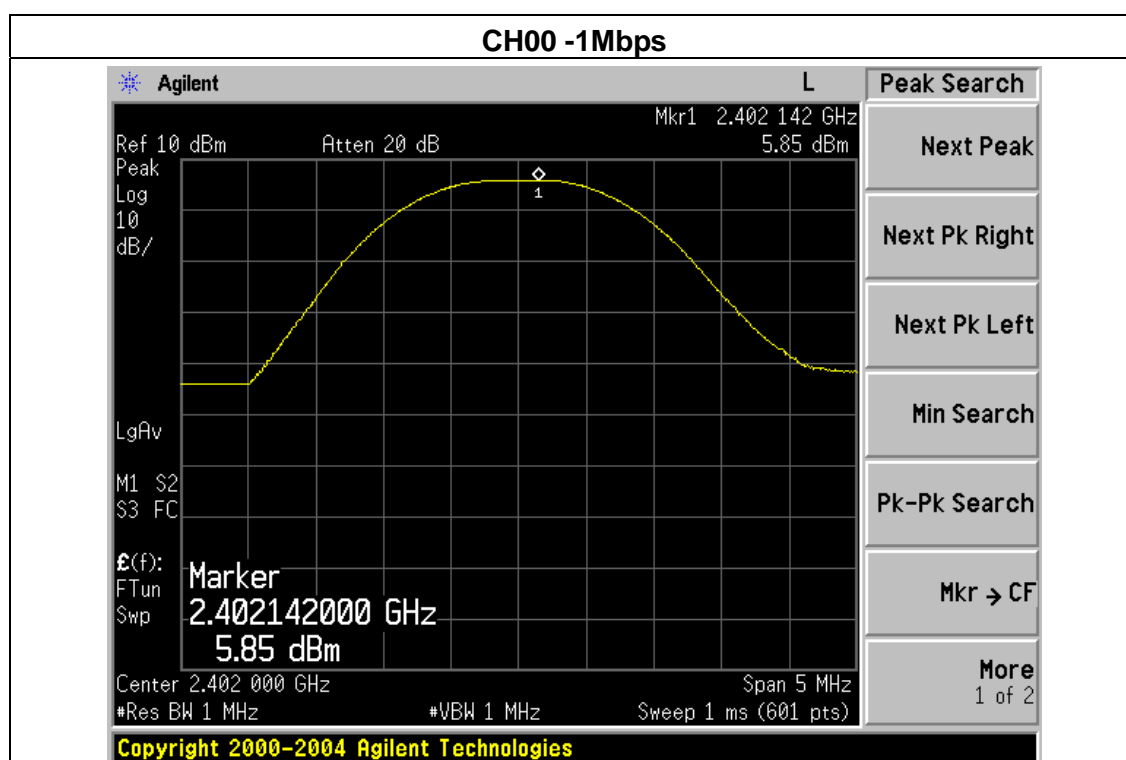 CH00 -1Mbps
Agilent L Peak Search
Mkr1 2.402 142 GHz
Ref 10 dBm Atten 20 dB 5.85 dBm
Peak
Log
10
dB/
1
LgAv
M1 S2
S3 FC
£(f):
FTun
Swp
Marker
2.402142000 GHz
5.85 dBm
Center 2.402 000 GHz Span 5 MHz
#Res BW 1 MHz #VBW 1 MHz Sweep 1 ms (601 pts)
Copyright 2000-2004 Agilent Technologies
Next Peak
Next Pk Right
Next Pk Left
Min Search
Pk-Pk Search
Mkr → CF
More
1 of 2